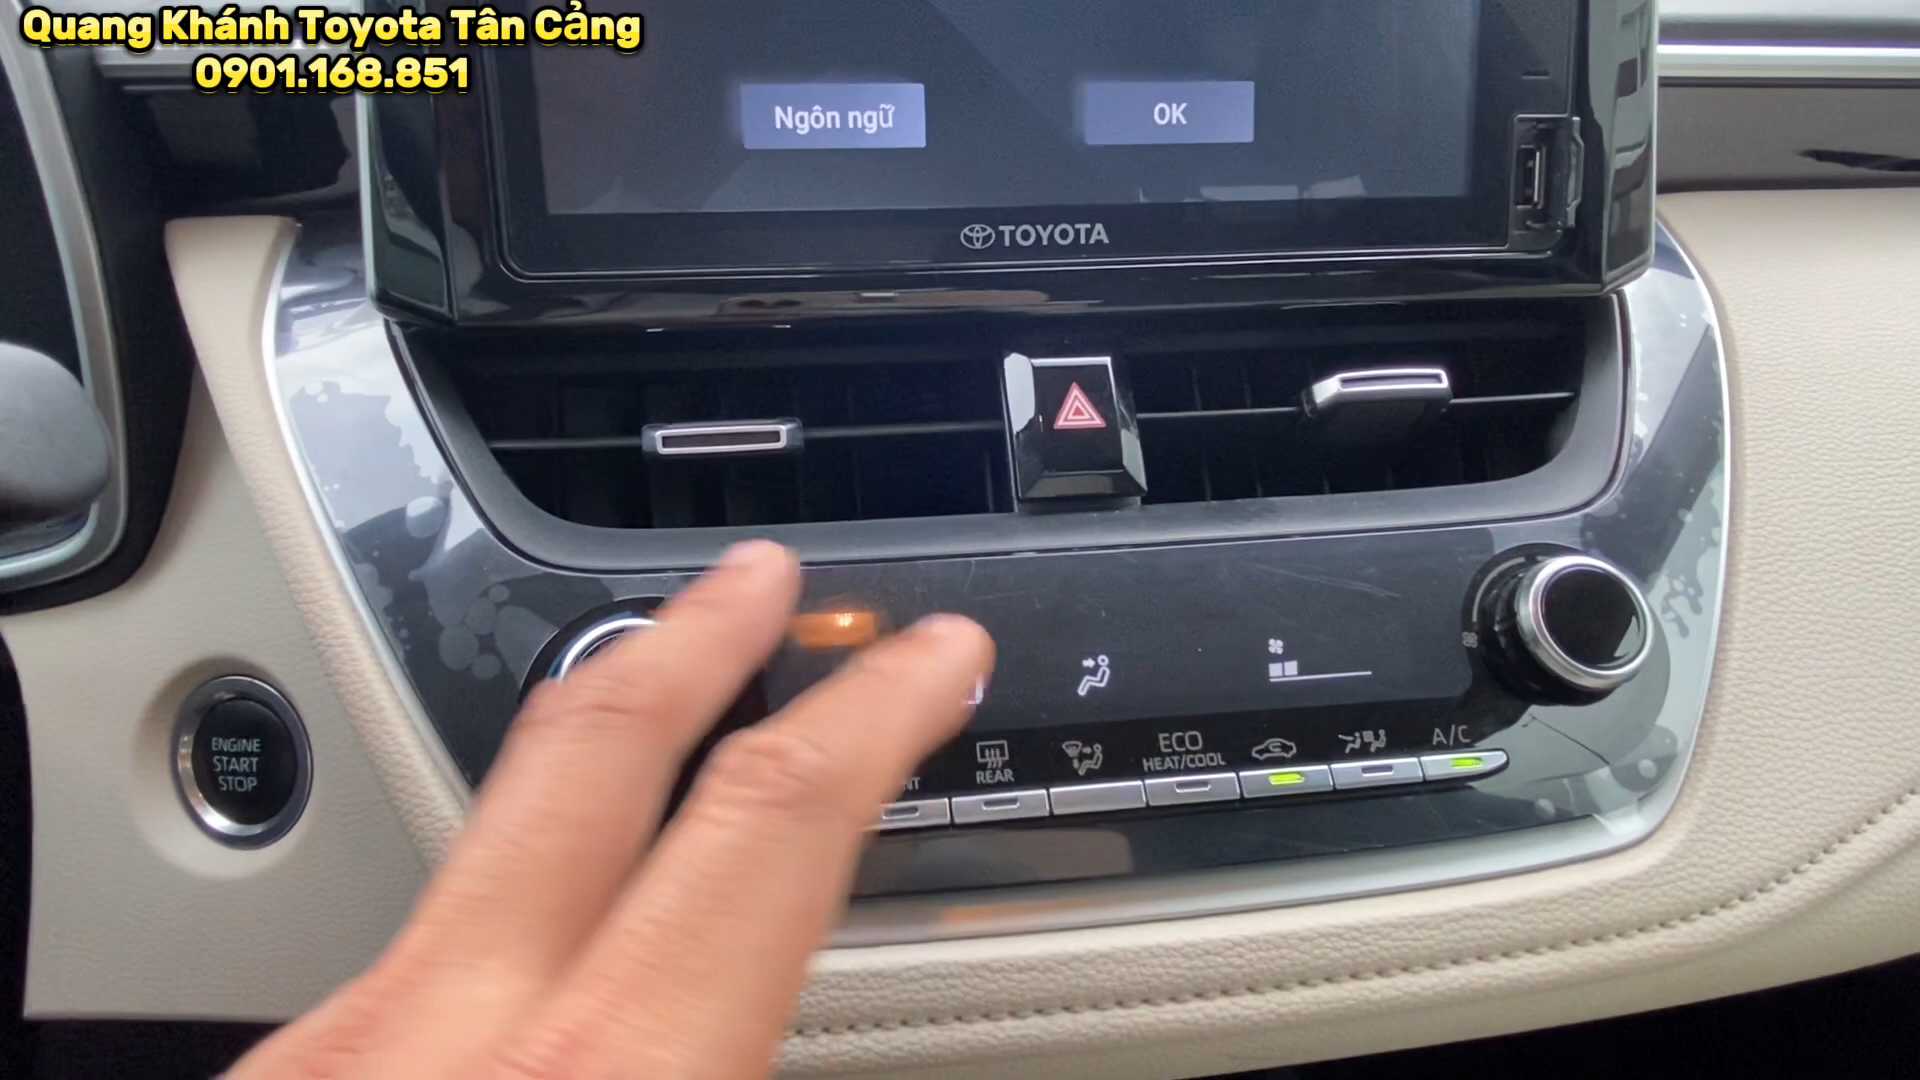 Quang Khánh Toyota Tân Cảng
0901.168.851
Ngôn ngữ
OK
TOYOTA
ENGINE
START
STOP
REAR
ECO
HEAT/COOL
A/C